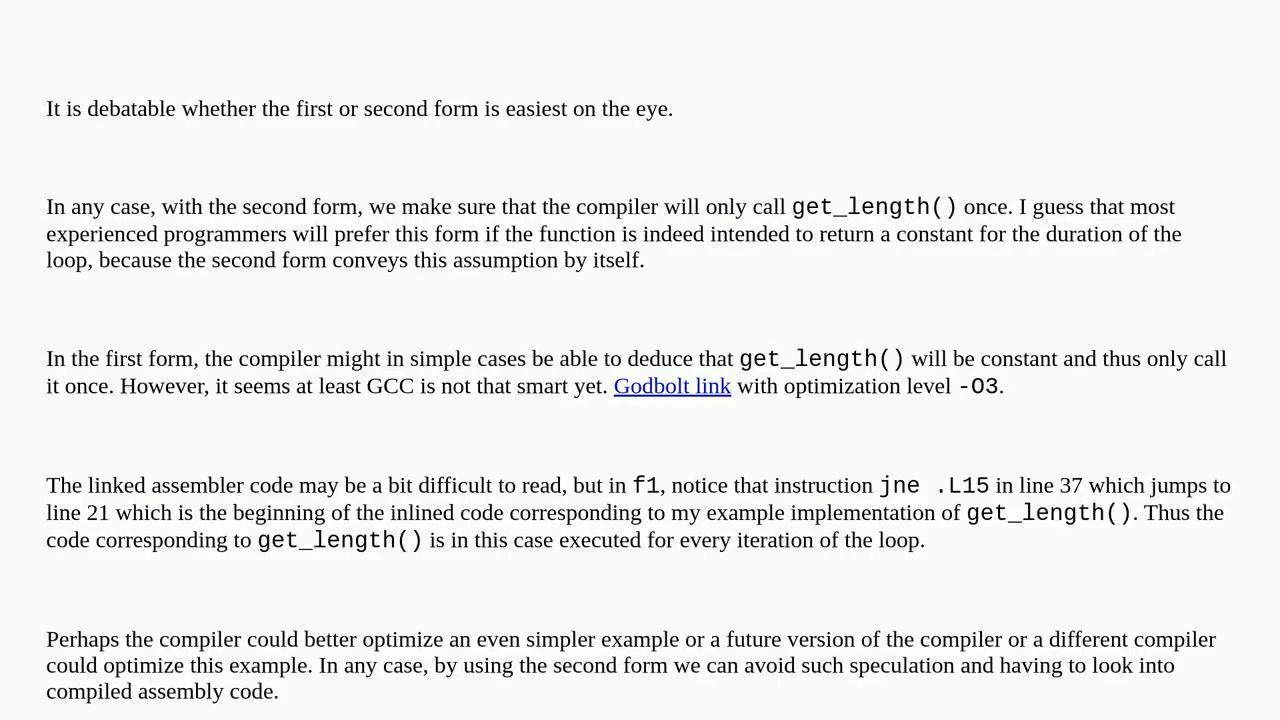 It is debatable whether the first or second form is easiest on the eye.
In any case, with the second form, we make sure that the compiler will only call get_length() once. I guess that most
experienced programmers will prefer this form if the function is indeed intended to return a constant for the duration of the
loop, because the second form conveys this assumption by itself.
In the first form, the compiler might in simple cases be able to deduce that get_length() will be constant and thus only call
it once. However, it seems at least GCC is not that smart yet. Godbolt link with optimization level -O3.
The linked assembler code may be a bit difficult to read, but in f1, notice that instruction jne .L15 in line 37 which jumps to
line 21 which is the beginning of the inlined code corresponding to my example implementation of get_length(). Thus the
code corresponding to get_length() is in this case executed for every iteration of the loop.
Perhaps the compiler could better optimize an even simpler example or a future version of the compiler or a different compiler
could optimize this example. In any case, by using the second form we can avoid such speculation and having to look into
compiled assembly code.